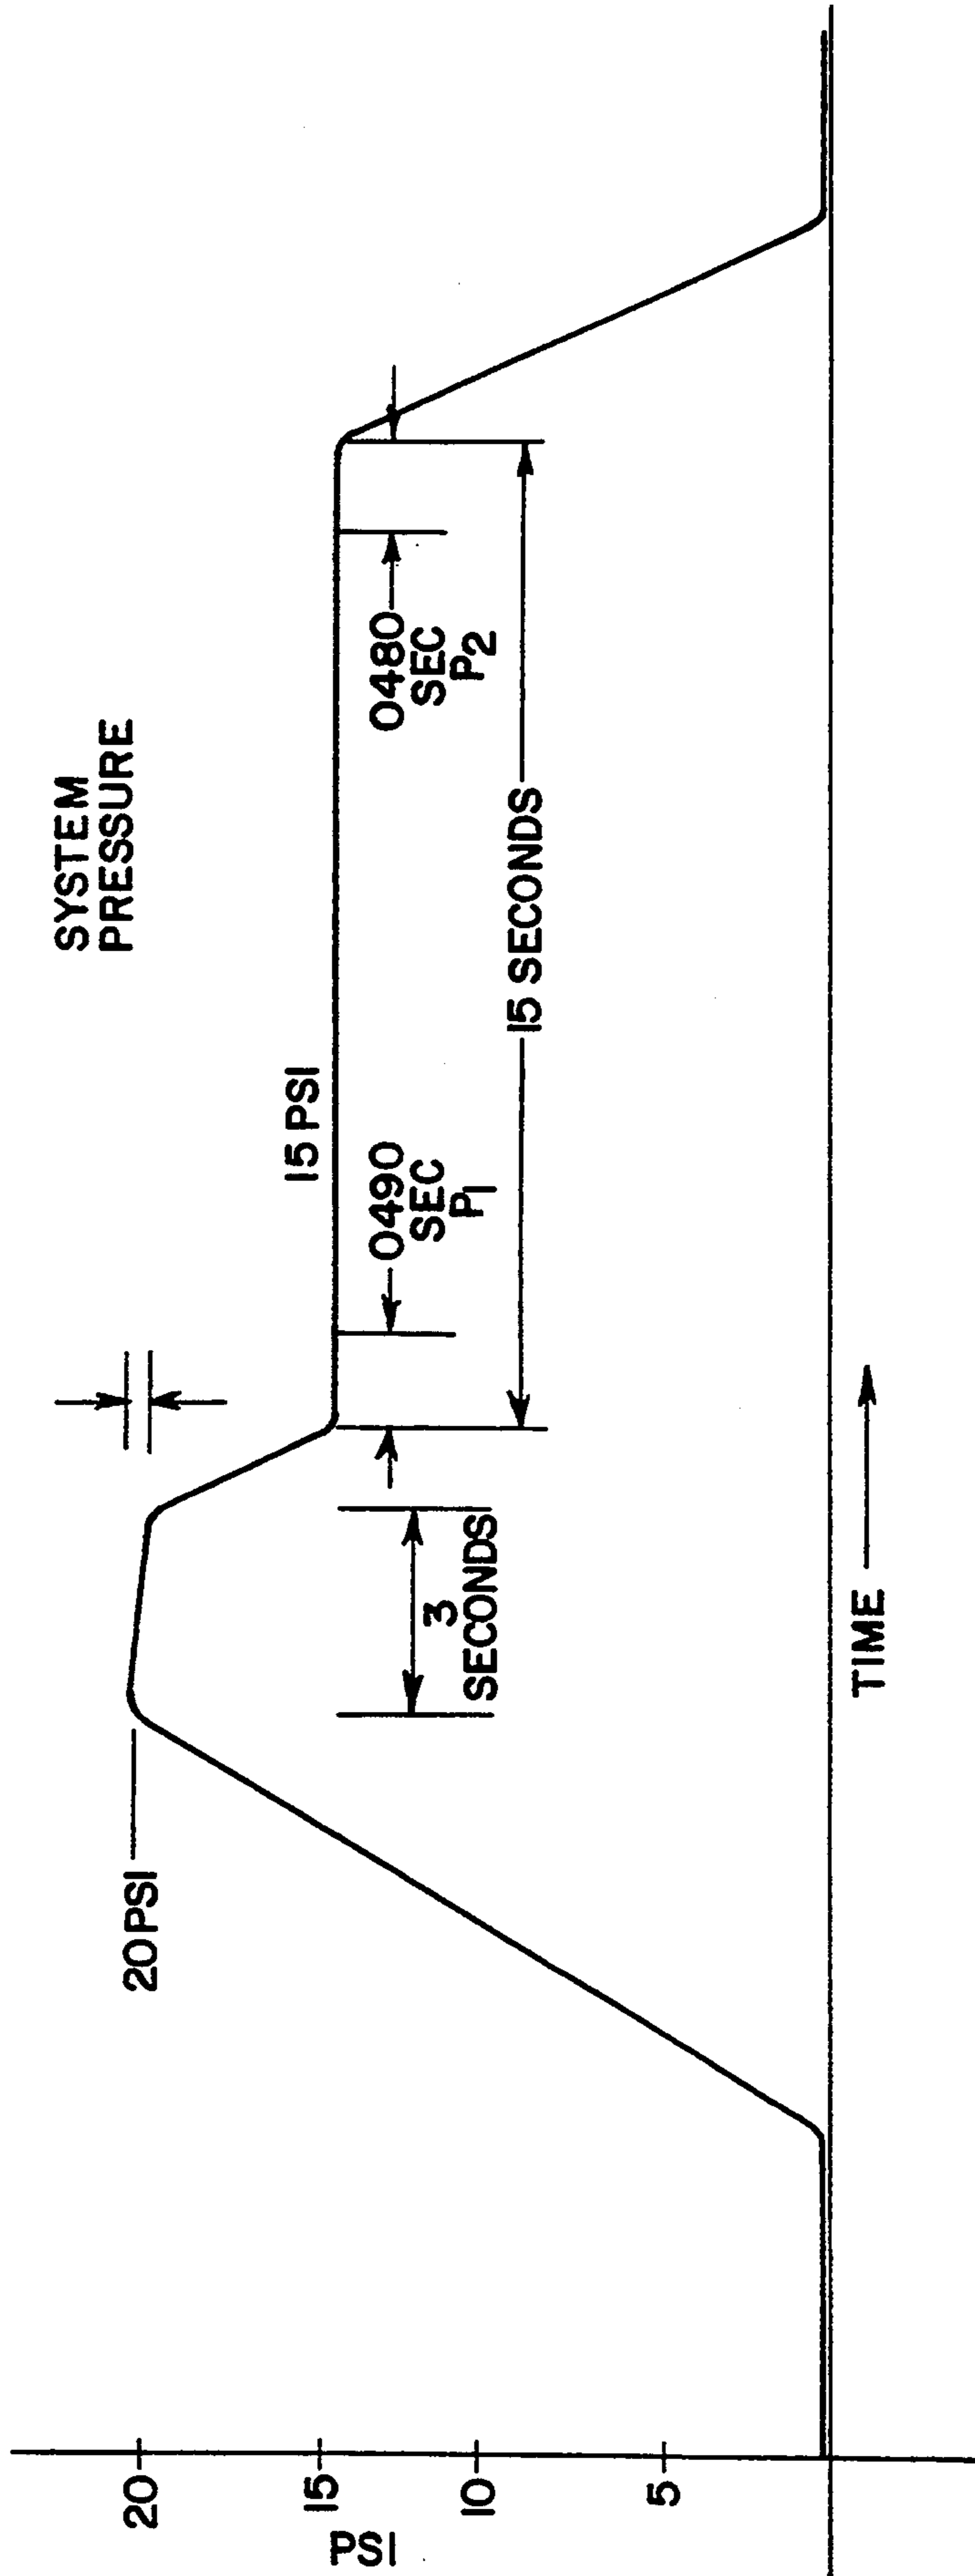 SYSTEM
PRESSURE
20 PSI
15 PSI
3
SECONDS
0490
SEC
P1
0480
SEC
P2
15 SECONDS
20
15
10
5
PSI
TIME